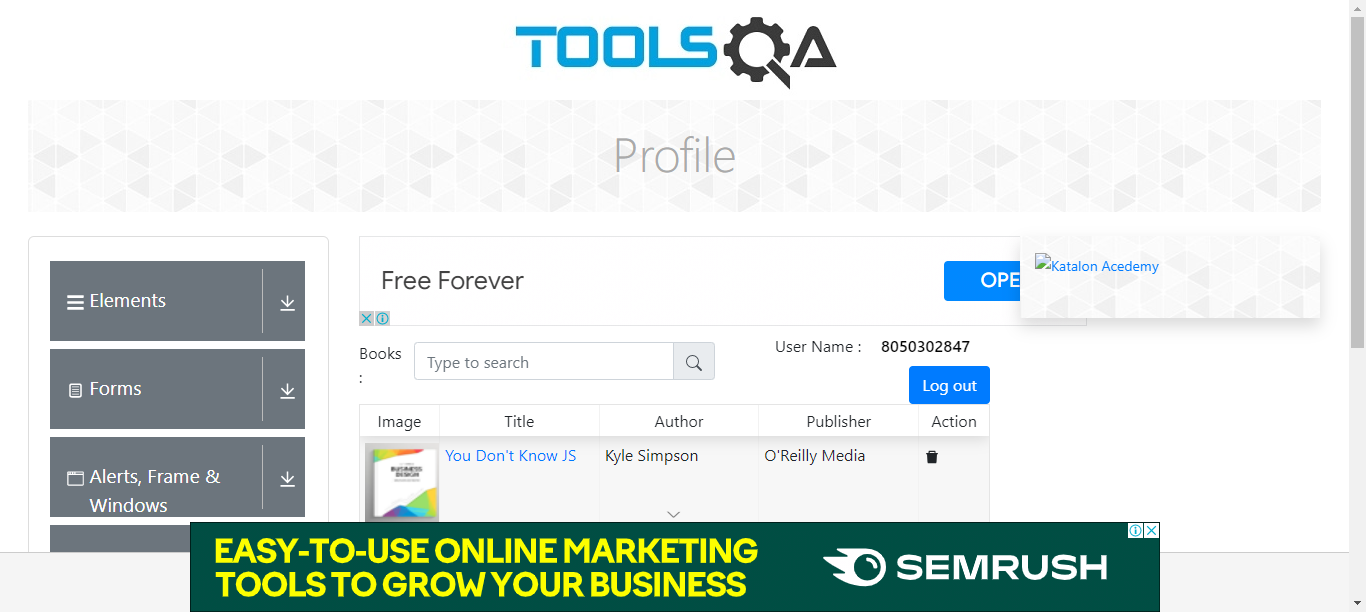 TOOLSQA
Profile
Elements
Forms
Alerts, Frame &
Windows
Free Forever
OPE
Katalon Acedemy
Books
:
Type to search
User Name :
8050302847
Log out
Image Title Author Publisher Action
BUSINESS
DESIGN
You Don't Know JS Kyle Simpson O'Reilly Media
EASY-TO-USE ONLINE MARKETING
TOOLS TO GROW YOUR BUSINESS
SEMRUSH